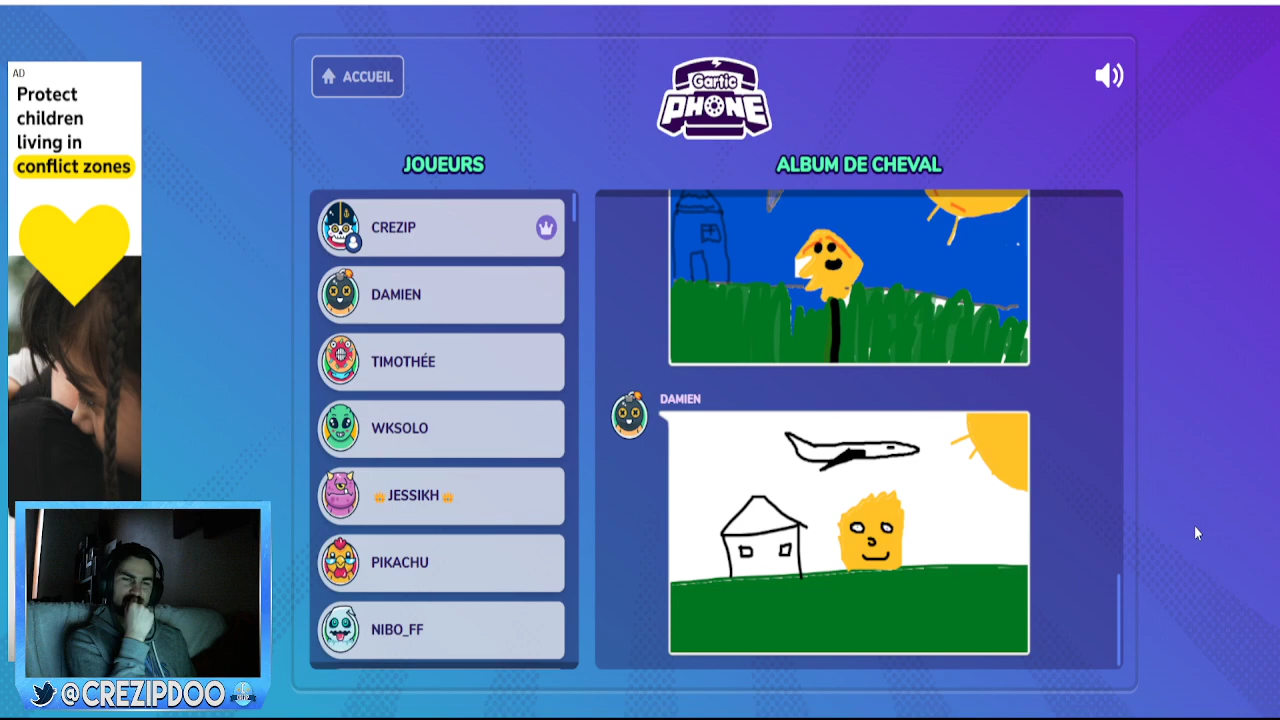 AD
Protect
children
living in
conflict zones
ACCUEIL
Gartic
PHONE
JOUEURS
CREZIP
DAMIEN
TIMOTHÉE
WKSOLO
JESSIKH
PIKACHU
NIBO_FF
ALBUM DE CHEVAL
DAMIEN
@CREZIPDOO